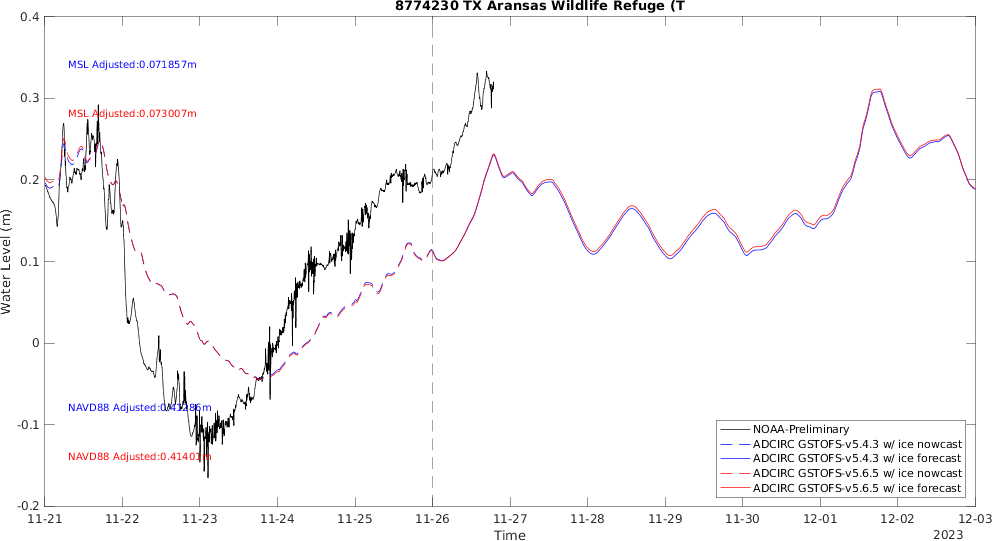 8774230 TX Aransas Wildlife Refuge (T
0.4
0.3
0.2
0.1
0
-0.1
-0.2
Water Level (m)
MSL Adjusted:0.071857m
MSL Adjusted:0.073007m
NAVD88 Adjusted:0.41286m
NAVD88 Adjusted:0.41401m
NOAA-Preliminary
ADCIRC GSTOFS-v5.4.3 w/ ice nowcast
ADCIRC GSTOFS-v5.4.3 w/ ice forecast
ADCIRC GSTOFS-v5.6.5 w/ ice nowcast
ADCIRC GSTOFS-v5.6.5 w/ ice forecast
11-21 11-22 11-23 11-24 11-25 11-26 11-27 11-28 11-29 11-30 12-01 12-02 12-03
Time
2023